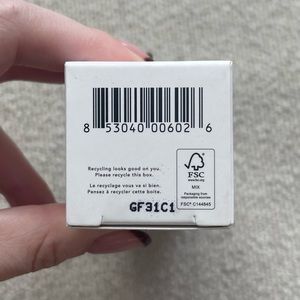 8 53040 00602 6
Recycling looks good on you.
Please recycle this box.
Le recyclage vous va si bien.
Pensez à recycler cette boite.
FSC
www.fsc.org
MIX
Packaging from
responsible sources
FSC® C144845
GF31C1